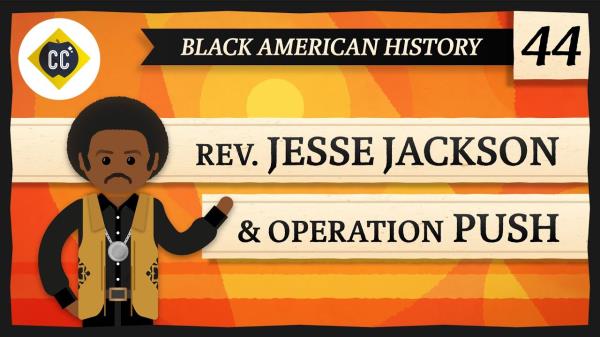 CC
BLACK AMERICAN HISTORY
44
REV. JESSE JACKSON
& OPERATION PUSH